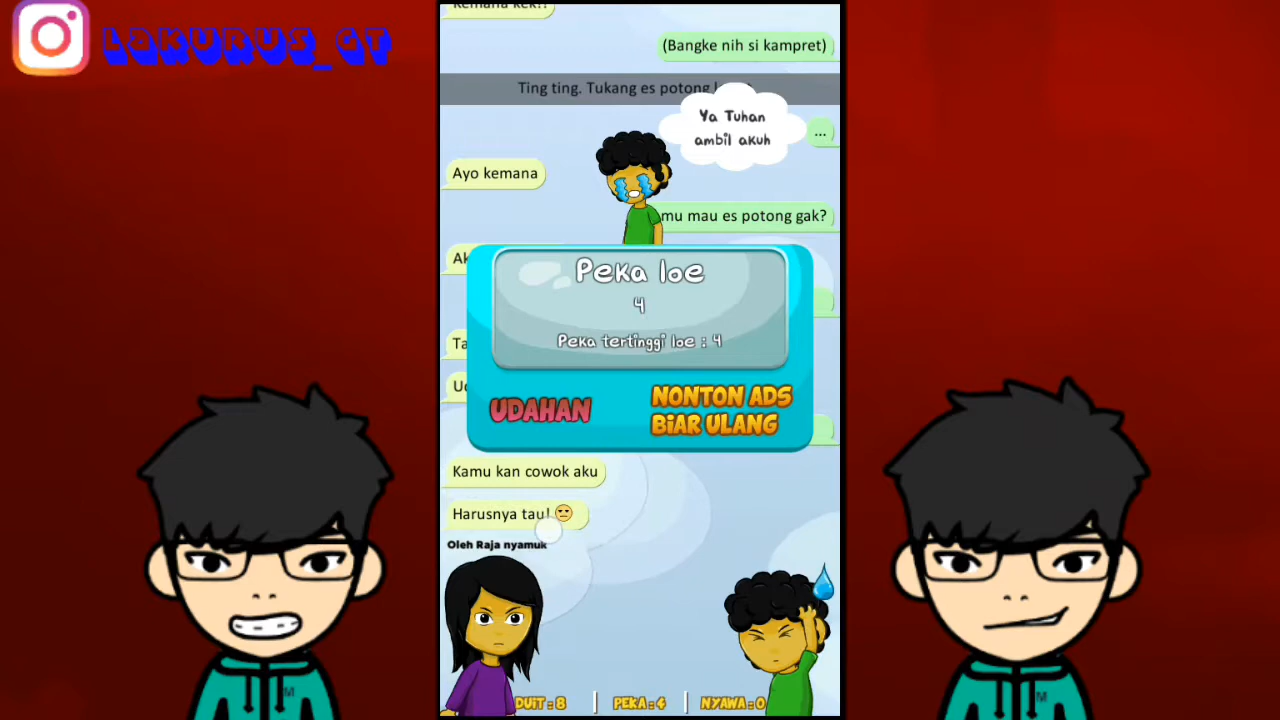 LAKURUS_GT
(Bangke nih si kampret)
Ting ting. Tukang es potong
Ya Tuhan
ambil akuh
...
Ayo kemana
mu mau es potong gak?
Ak
Peka loe
4
Peka tertinggi loe : 4
Ta
UDAHAN
NONTON ADS
BiAR ULANG
Kamu kan cowok aku
Harusnya tau! 😒
Oleh Raja nyamuk
M
M
DUiT : 8 | PEKA : 4 | NYAWA : 0